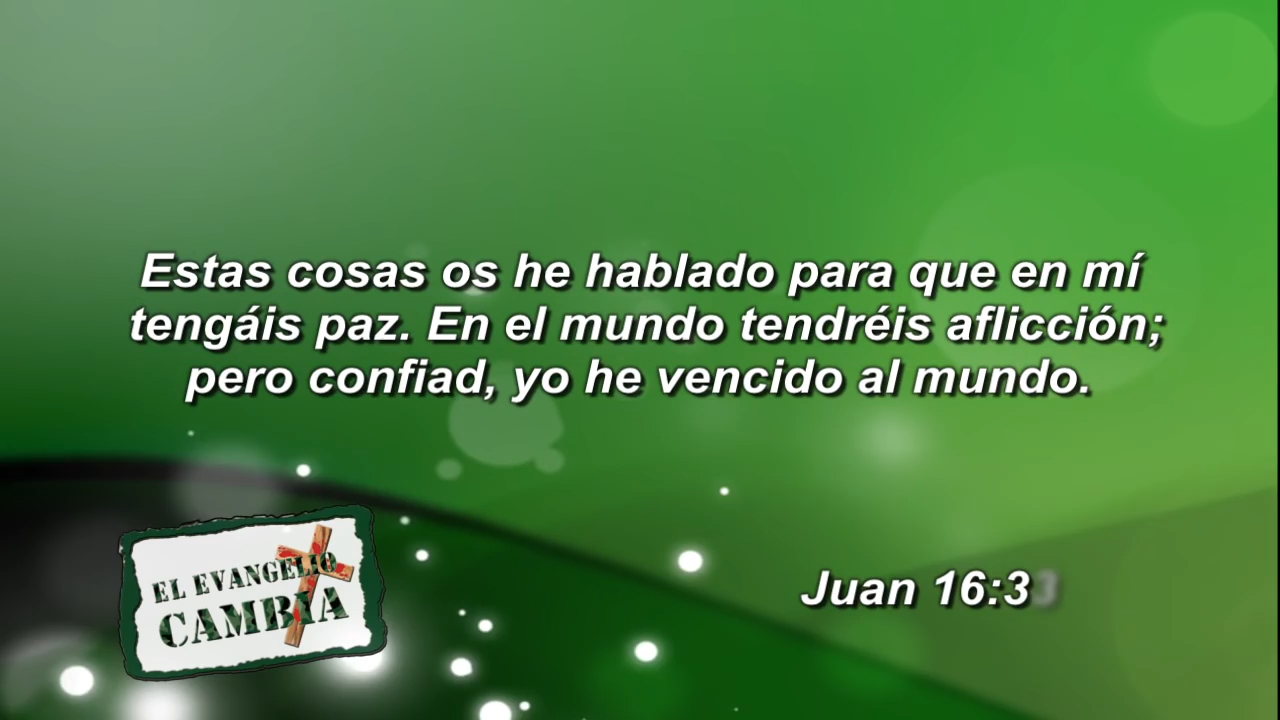 Estas cosas os he hablado para que en mí
tengáis paz. En el mundo tendréis aflicción;
pero confiad, yo he vencido al mundo.
Juan 16:33
EL EVANGELIO
CAMBIA